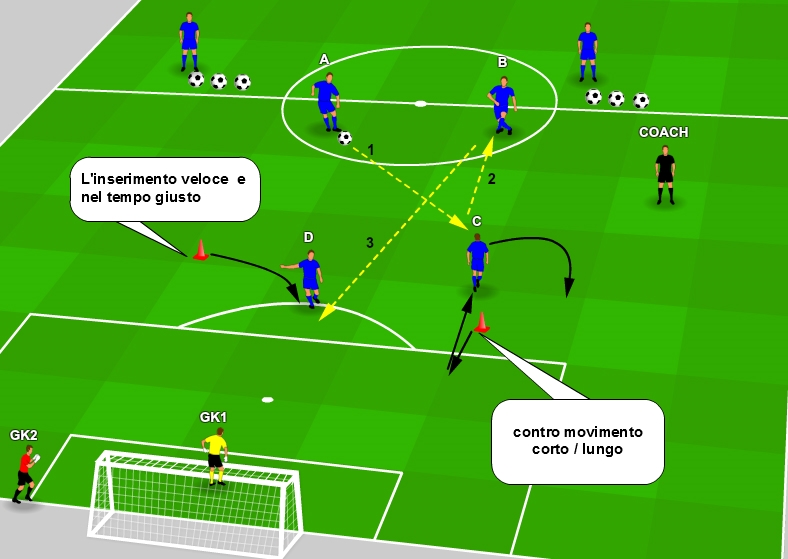 A
B
COACH
1
L'inserimento veloce e
nel tempo giusto
2
C
D
3
contro movimento
corto / lungo
GK1
GK2